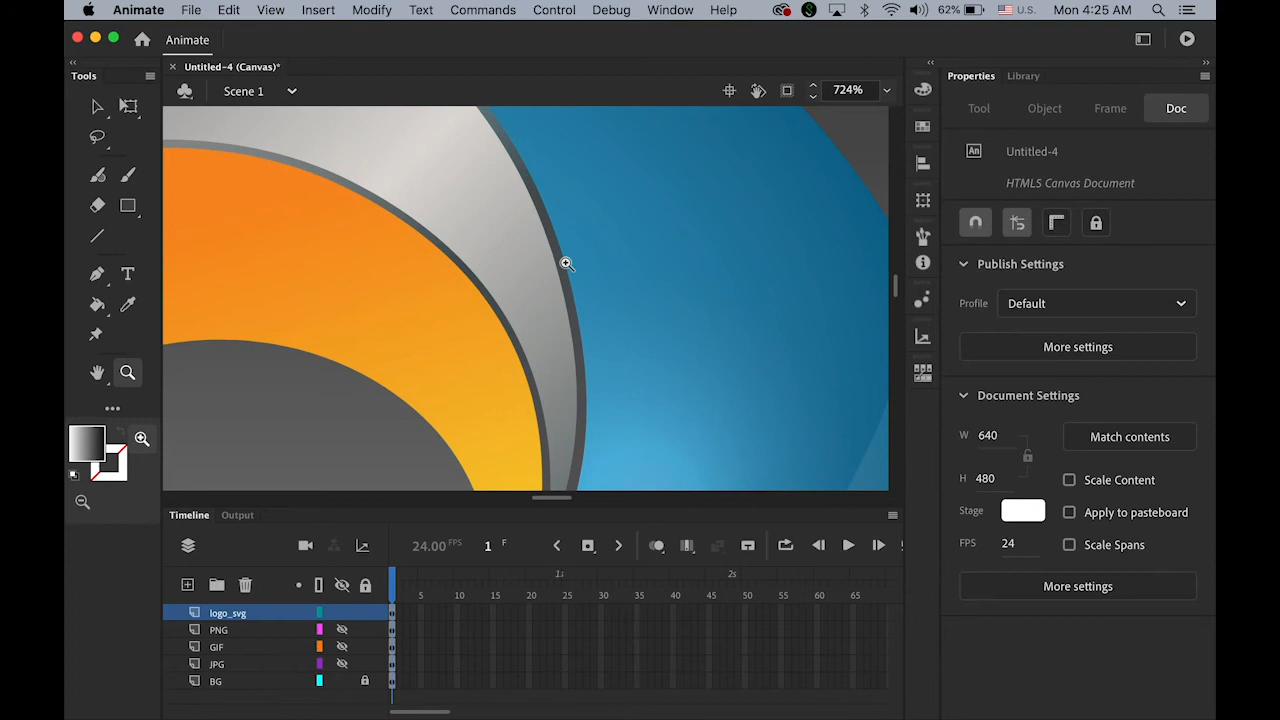 Animate File Edit View Insert Modify Text Commands Control Debug Window Help 62% U.S. Mon 4:25 AM
Animate
Tools
Untitled-4 (Canvas)*
Properties Library
Scene 1 724%
Tool Object Frame Doc
An Untitled-4
HTML5 Canvas Document
Publish Settings
Profile Default
More settings
Document Settings
W 640 Match contents
H 480 Scale Content
Stage Apply to pasteboard
FPS 24 Scale Spans
More settings
T
Timeline Output
24.00 FPS 1 F
1s 2s
5 10 15 20 25 30 35 40 45 50 55 60 65
logo_svg
PNG
GIF
JPG
BG